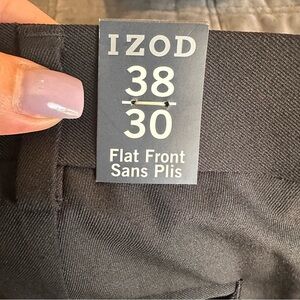 IZOD
38
30
Flat Front
Sans Plis